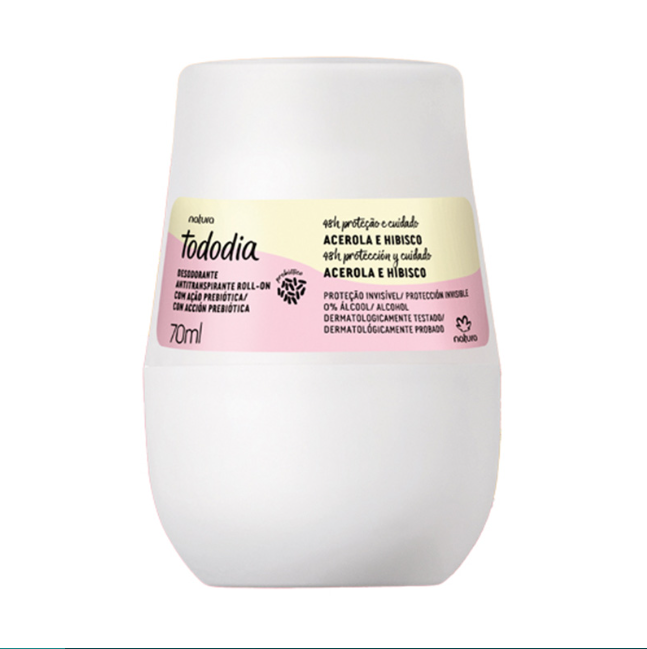 natura
tododia
DESODORANTE
ANTITRANSPIRANTE ROLL-ON
COM AÇÃO PREBIÓTICA/
CON ACCIÓN PREBIÓTICA
70ml
prebiótico
48h proteção e cuidado
ACEROLA E HIBISCO
48h protección y cuidado
ACEROLA E HIBISCO
PROTEÇÃO INVISÍVEL/ PROTECCIÓN INVISIBLE
0% ÁLCOOL/ ALCOHOL
DERMATOLOGICAMENTE TESTADO/
DERMATOLÓGICAMENTE PROBADO
natura